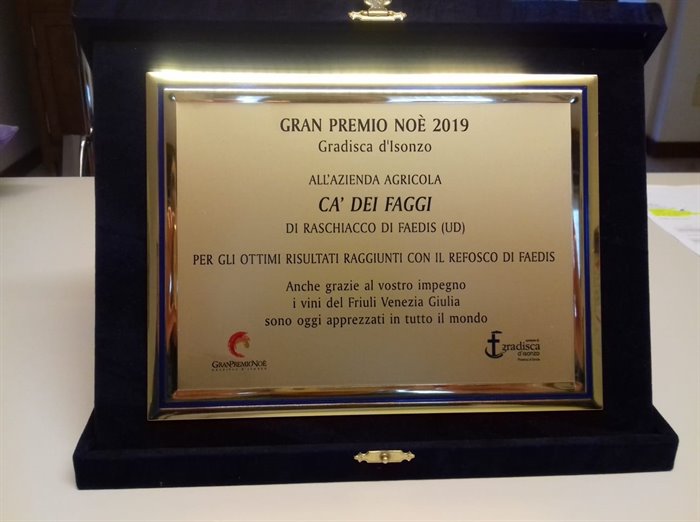 GRAN PREMIO NOÈ 2019
Gradisca d'Isonzo
ALL'AZIENDA AGRICOLA
CA' DEI FAGGI
DI RASCHIACCO DI FAEDIS (UD)
PER GLI OTTIMI RISULTATI RAGGIUNTI CON IL REFOSCO DI FAEDIS
Anche grazie al vostro impegno
i vini del Friuli Venezia Giulia
sono oggi apprezzati in tutto il mondo
GRANPREMIONOÈ
gradisca
d'isonzo